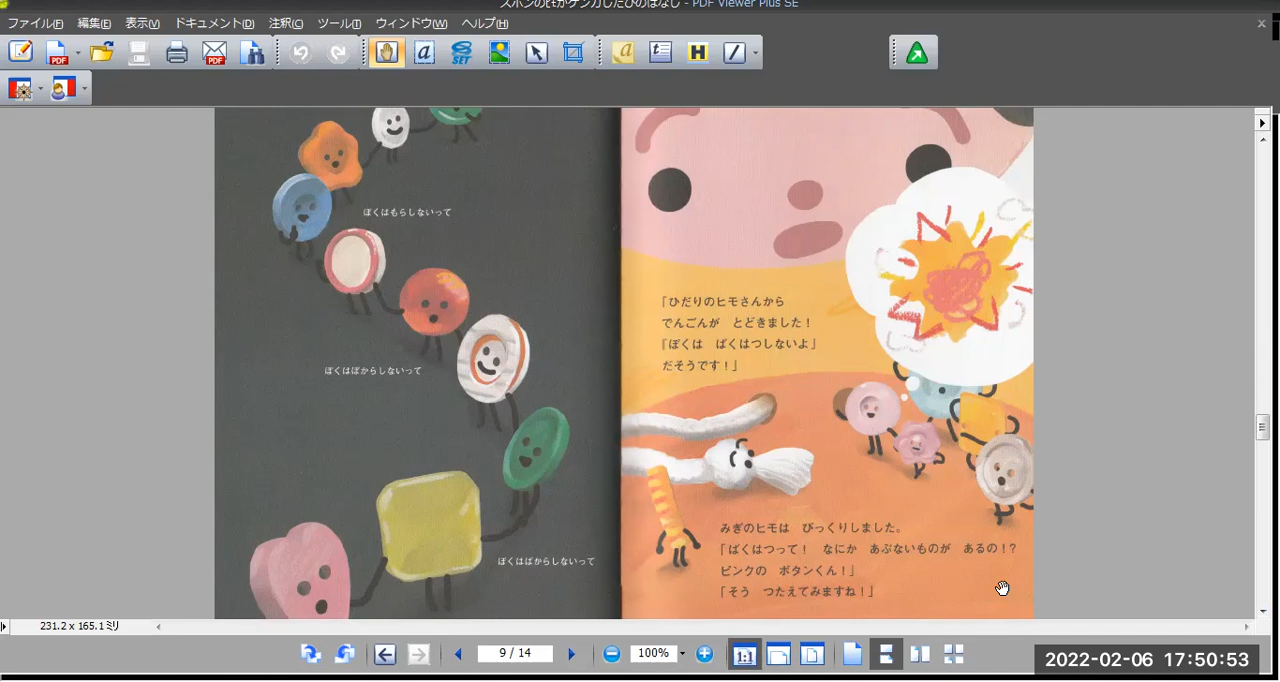 ズボンのヒモがケンカしたひのはなし - PDF Viewer Plus SE
ファイル(F) 編集(E) 表示(V) ドキュメント(D) 注釈(C) ツール(T) ウィンドウ(W) ヘルプ(H)
ぼくはもらしないって
ぼくはぼからしないって
ぼくはばからしないって
「ひだりのヒモさんから
でんごんが とどきました！
『ぼくは ばくはつしないよ』
だそうです！」
みぎのヒモは びっくりしました。
「ばくはつって！ なにか あぶないものが あるの！？
ピンクの ボタンくん！」
「そう つたえてみますね！」
231.2 x 165.1 ミリ
9 / 14
100%
1:1
2022-02-06 17:50:53